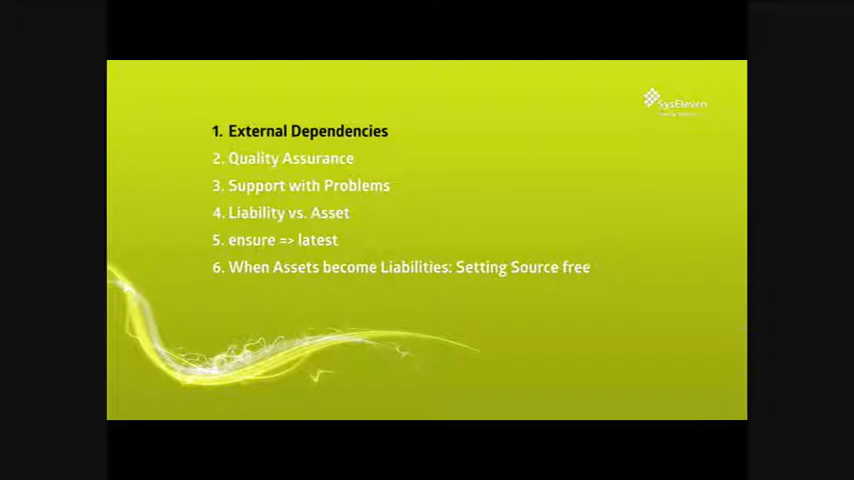 SysEleven
1. External Dependencies
2. Quality Assurance
3. Support with Problems
4. Liability vs. Asset
5. ensure => latest
6. When Assets become Liabilities: Setting Source free